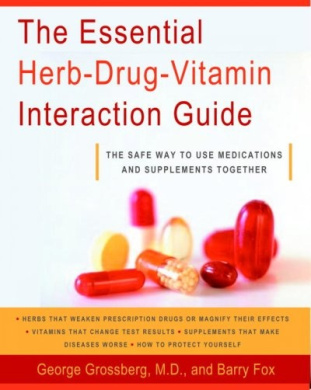 The Essential
Herb-Drug-Vitamin
Interaction Guide
THE SAFE WAY TO USE MEDICATIONS
AND SUPPLEMENTS TOGETHER
• HERBS THAT WEAKEN PRESCRIPTION DRUGS OR MAGNIFY THEIR EFFECTS
• VITAMINS THAT CHANGE TEST RESULTS • SUPPLEMENTS THAT MAKE
DISEASES WORSE • HOW TO PROTECT YOURSELF
George Grossberg, M.D., and Barry Fox